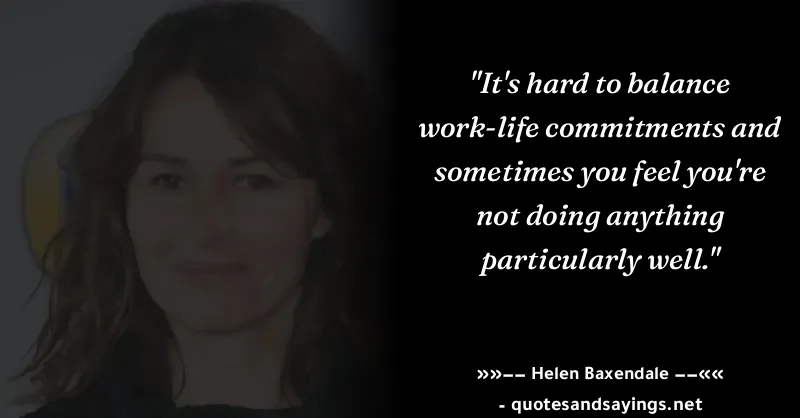 "It's hard to balance
work-life commitments and
sometimes you feel you're
not doing anything
particularly well."
»»−− Helen Baxendale −−««
- quotesandsayings.net